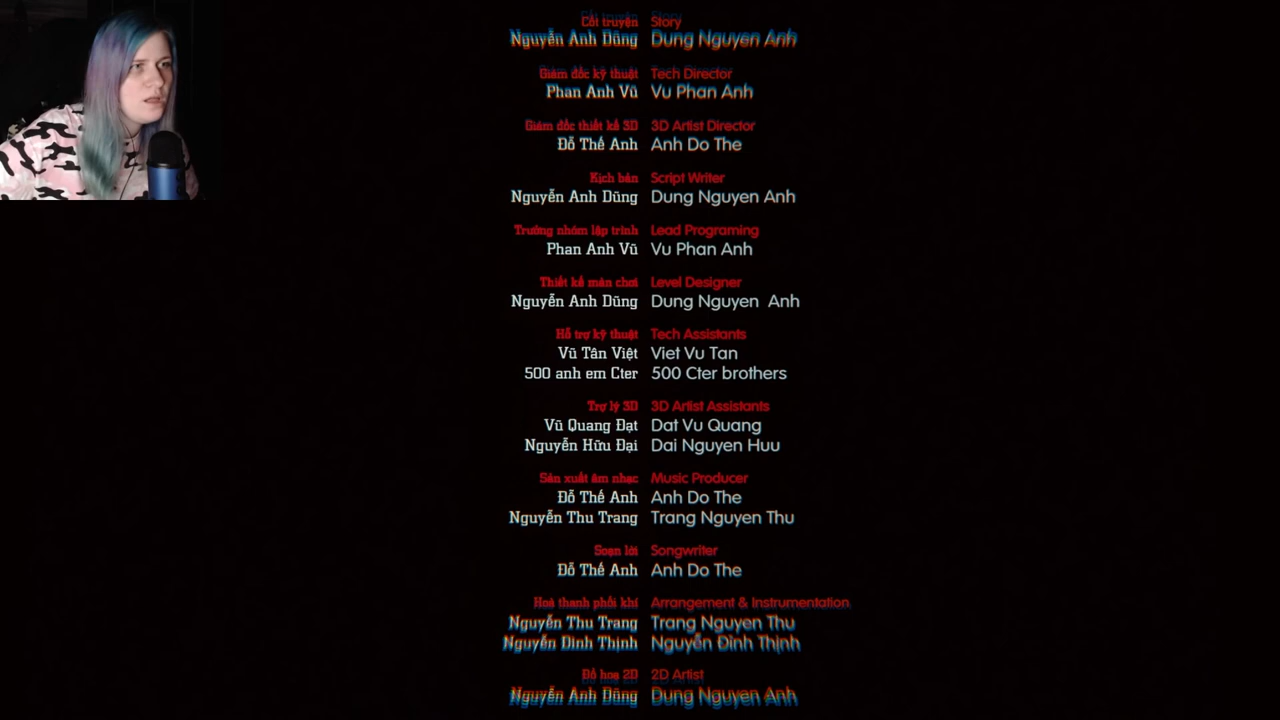 Cốt truyện Story
Nguyễn Anh Dũng Dung Nguyen Anh
Giám đốc kỹ thuật Tech Director
Phan Anh Vũ Vu Phan Anh
Giám đốc thiết kế 3D 3D Artist Director
Đỗ Thế Anh Anh Do The
Kịch bản Script Writer
Nguyễn Anh Dũng Dung Nguyen Anh
Trưởng nhóm lập trình Lead Programing
Phan Anh Vũ Vu Phan Anh
Thiết kế màn chơi Level Designer
Nguyễn Anh Dũng Dung Nguyen Anh
Hỗ trợ kỹ thuật Tech Assistants
Vũ Tân Việt Viet Vu Tan
500 anh em Cter 500 Cter brothers
Trợ lý 3D 3D Artist Assistants
Vũ Quang Đạt Dat Vu Quang
Nguyễn Hữu Đại Dai Nguyen Huu
Sản xuất âm nhạc Music Producer
Đỗ Thế Anh Anh Do The
Nguyễn Thu Trang Trang Nguyen Thu
Soạn lời Songwriter
Đỗ Thế Anh Anh Do The
Hoà thanh phối khí Arrangement & Instrumentation
Nguyễn Thu Trang Trang Nguyen Thu
Nguyễn Đình Thịnh Nguyễn Đình Thịnh
Đồ hoạ 2D 2D Artist
Nguyễn Anh Dũng Dung Nguyen Anh